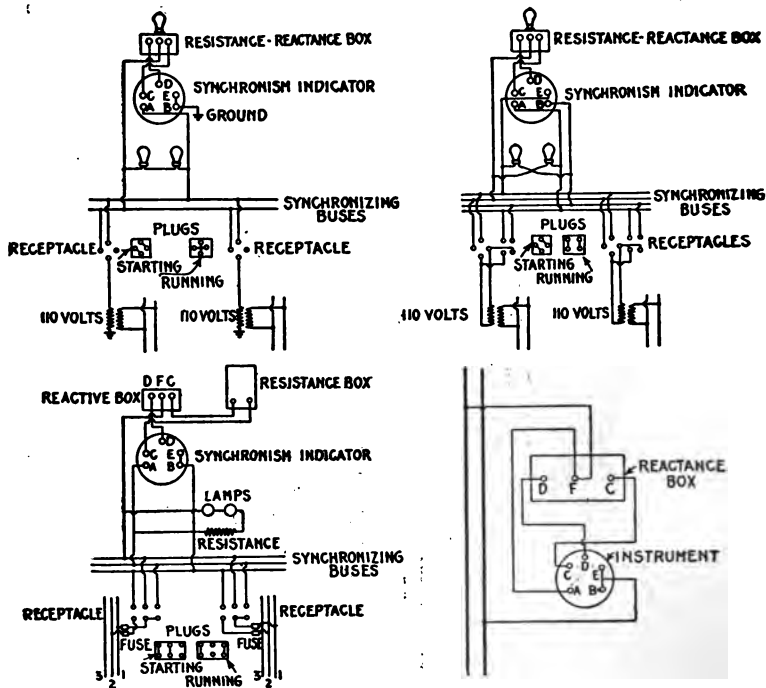 RESISTANCE-REACTANCE BOX
D
SYNCHRONISM INDICATOR
C E
A B
GROUND
SYNCHRONIZING
BUSES
PLUGS
RECEPTACLE
RECEPTACLE
STARTING
RUNNING
110 VOLTS
110 VOLTS
RESISTANCE-REACTANCE BOX
D
SYNCHRONISM INDICATOR
C E
A B
SYNCHRONIZING
BUSES
PLUGS
RECEPTACLES
STARTING
RUNNING
110 VOLTS
110 VOLTS
D F C
REACTIVE BOX
RESISTANCE BOX
D
SYNCHRONISM INDICATOR
C E
A B
LAMPS
RESISTANCE
SYNCHRONIZING
BUSES
RECEPTACLE
RECEPTACLE
FUSE
PLUGS
FUSE
STARTING
RUNNING
3 2 1
3 2 1
REACTANCE
BOX
D F C
INSTRUMENT
D
C E
A B